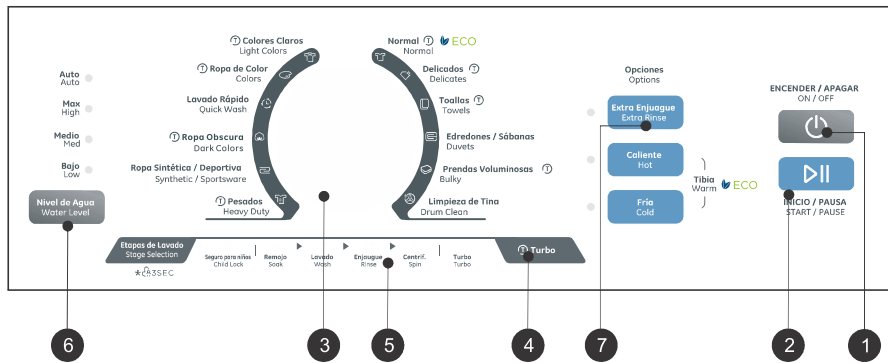 Auto
Auto
Max
High
Medio
Med
Bajo
Low
Nivel de Agua
Water Level
Ⓣ Colores Claros
Light Colors
Ⓣ Ropa de Color
Colors
Lavado Rápido
Quick Wash
Ⓣ Ropa Obscura
Dark Colors
Ropa Sintética / Deportiva
Synthetic / Sportsware
Ⓣ Pesados
Heavy Duty
Normal Ⓣ ECO
Normal
Delicados Ⓣ
Delicates
Toallas Ⓣ
Towels
Edredones / Sábanas
Duvets
Prendas Voluminosas Ⓣ
Bulky
Limpieza de Tina
Drum Clean
Etapas de Lavado
Stage Selection
*3SEC
Seguro para niños
Child Lock
Remojo
Soak
Lavado
Wash
Enjougue
Rinse
Centrif.
Spin
Turbo
Turbo
Ⓣ Turbo
Opciones
Options
Extra Enjuague
Extra Rinse
Caliente
Hot
Fría
Cold
Tibia
Warm
ECO
ENCENDER / APAGAR
ON / OFF
INICIO / PAUSA
START / PAUSE
6
3
5
4
7
2
1